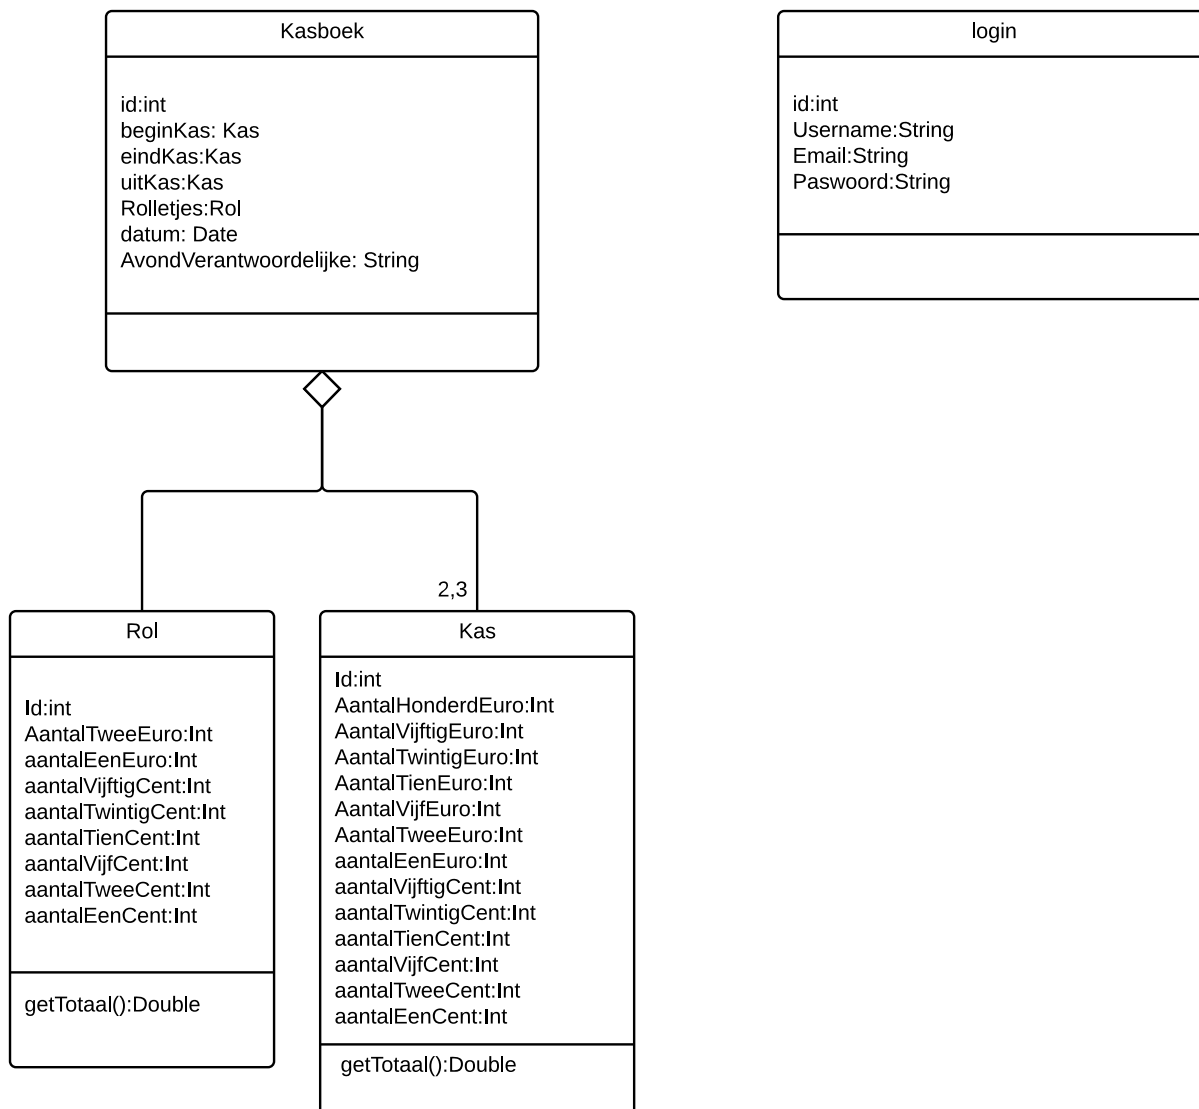 Kasboek
id:int
beginKas: Kas
eindKas:Kas
uitKas:Kas
Rolletjes:Rol
datum: Date
AvondVerantwoordelijke: String
login
id:int
Username:String
Email:String
Paswoord:String
2,3
Rol
Id:int
AantalTweeEuro:Int
aantalEenEuro:Int
aantalVijftigCent:Int
aantalTwintigCent:Int
aantalTienCent:Int
aantalVijfCent:Int
aantalTweeCent:Int
aantalEenCent:Int
getTotaal():Double
Kas
Id:int
AantalHonderdEuro:Int
AantalVijftigEuro:Int
AantalTwintigEuro:Int
AantalTienEuro:Int
AantalVijfEuro:Int
AantalTweeEuro:Int
aantalEenEuro:Int
aantalVijftigCent:Int
aantalTwintigCent:Int
aantalTienCent:Int
aantalVijfCent:Int
aantalTweeCent:Int
aantalEenCent:Int
getTotaal():Double